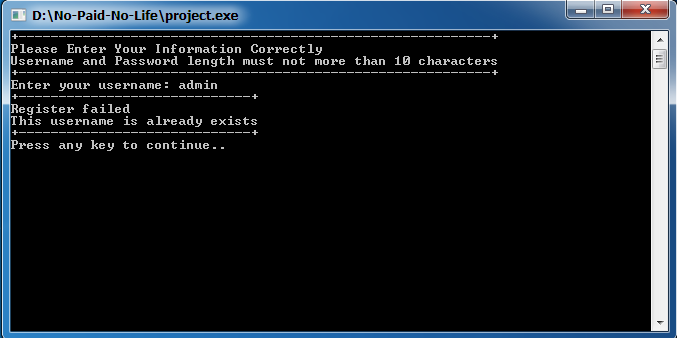 D:\No-Paid-No-Life\project.exe
+---------------------------------------------------------------+
Please Enter Your Information Correctly
Username and Password length must not more than 10 characters
+---------------------------------------------------------------+
Enter your username: admin
+-----------------------------+
Register failed
This username is already exists
+-----------------------------+
Press any key to continue..